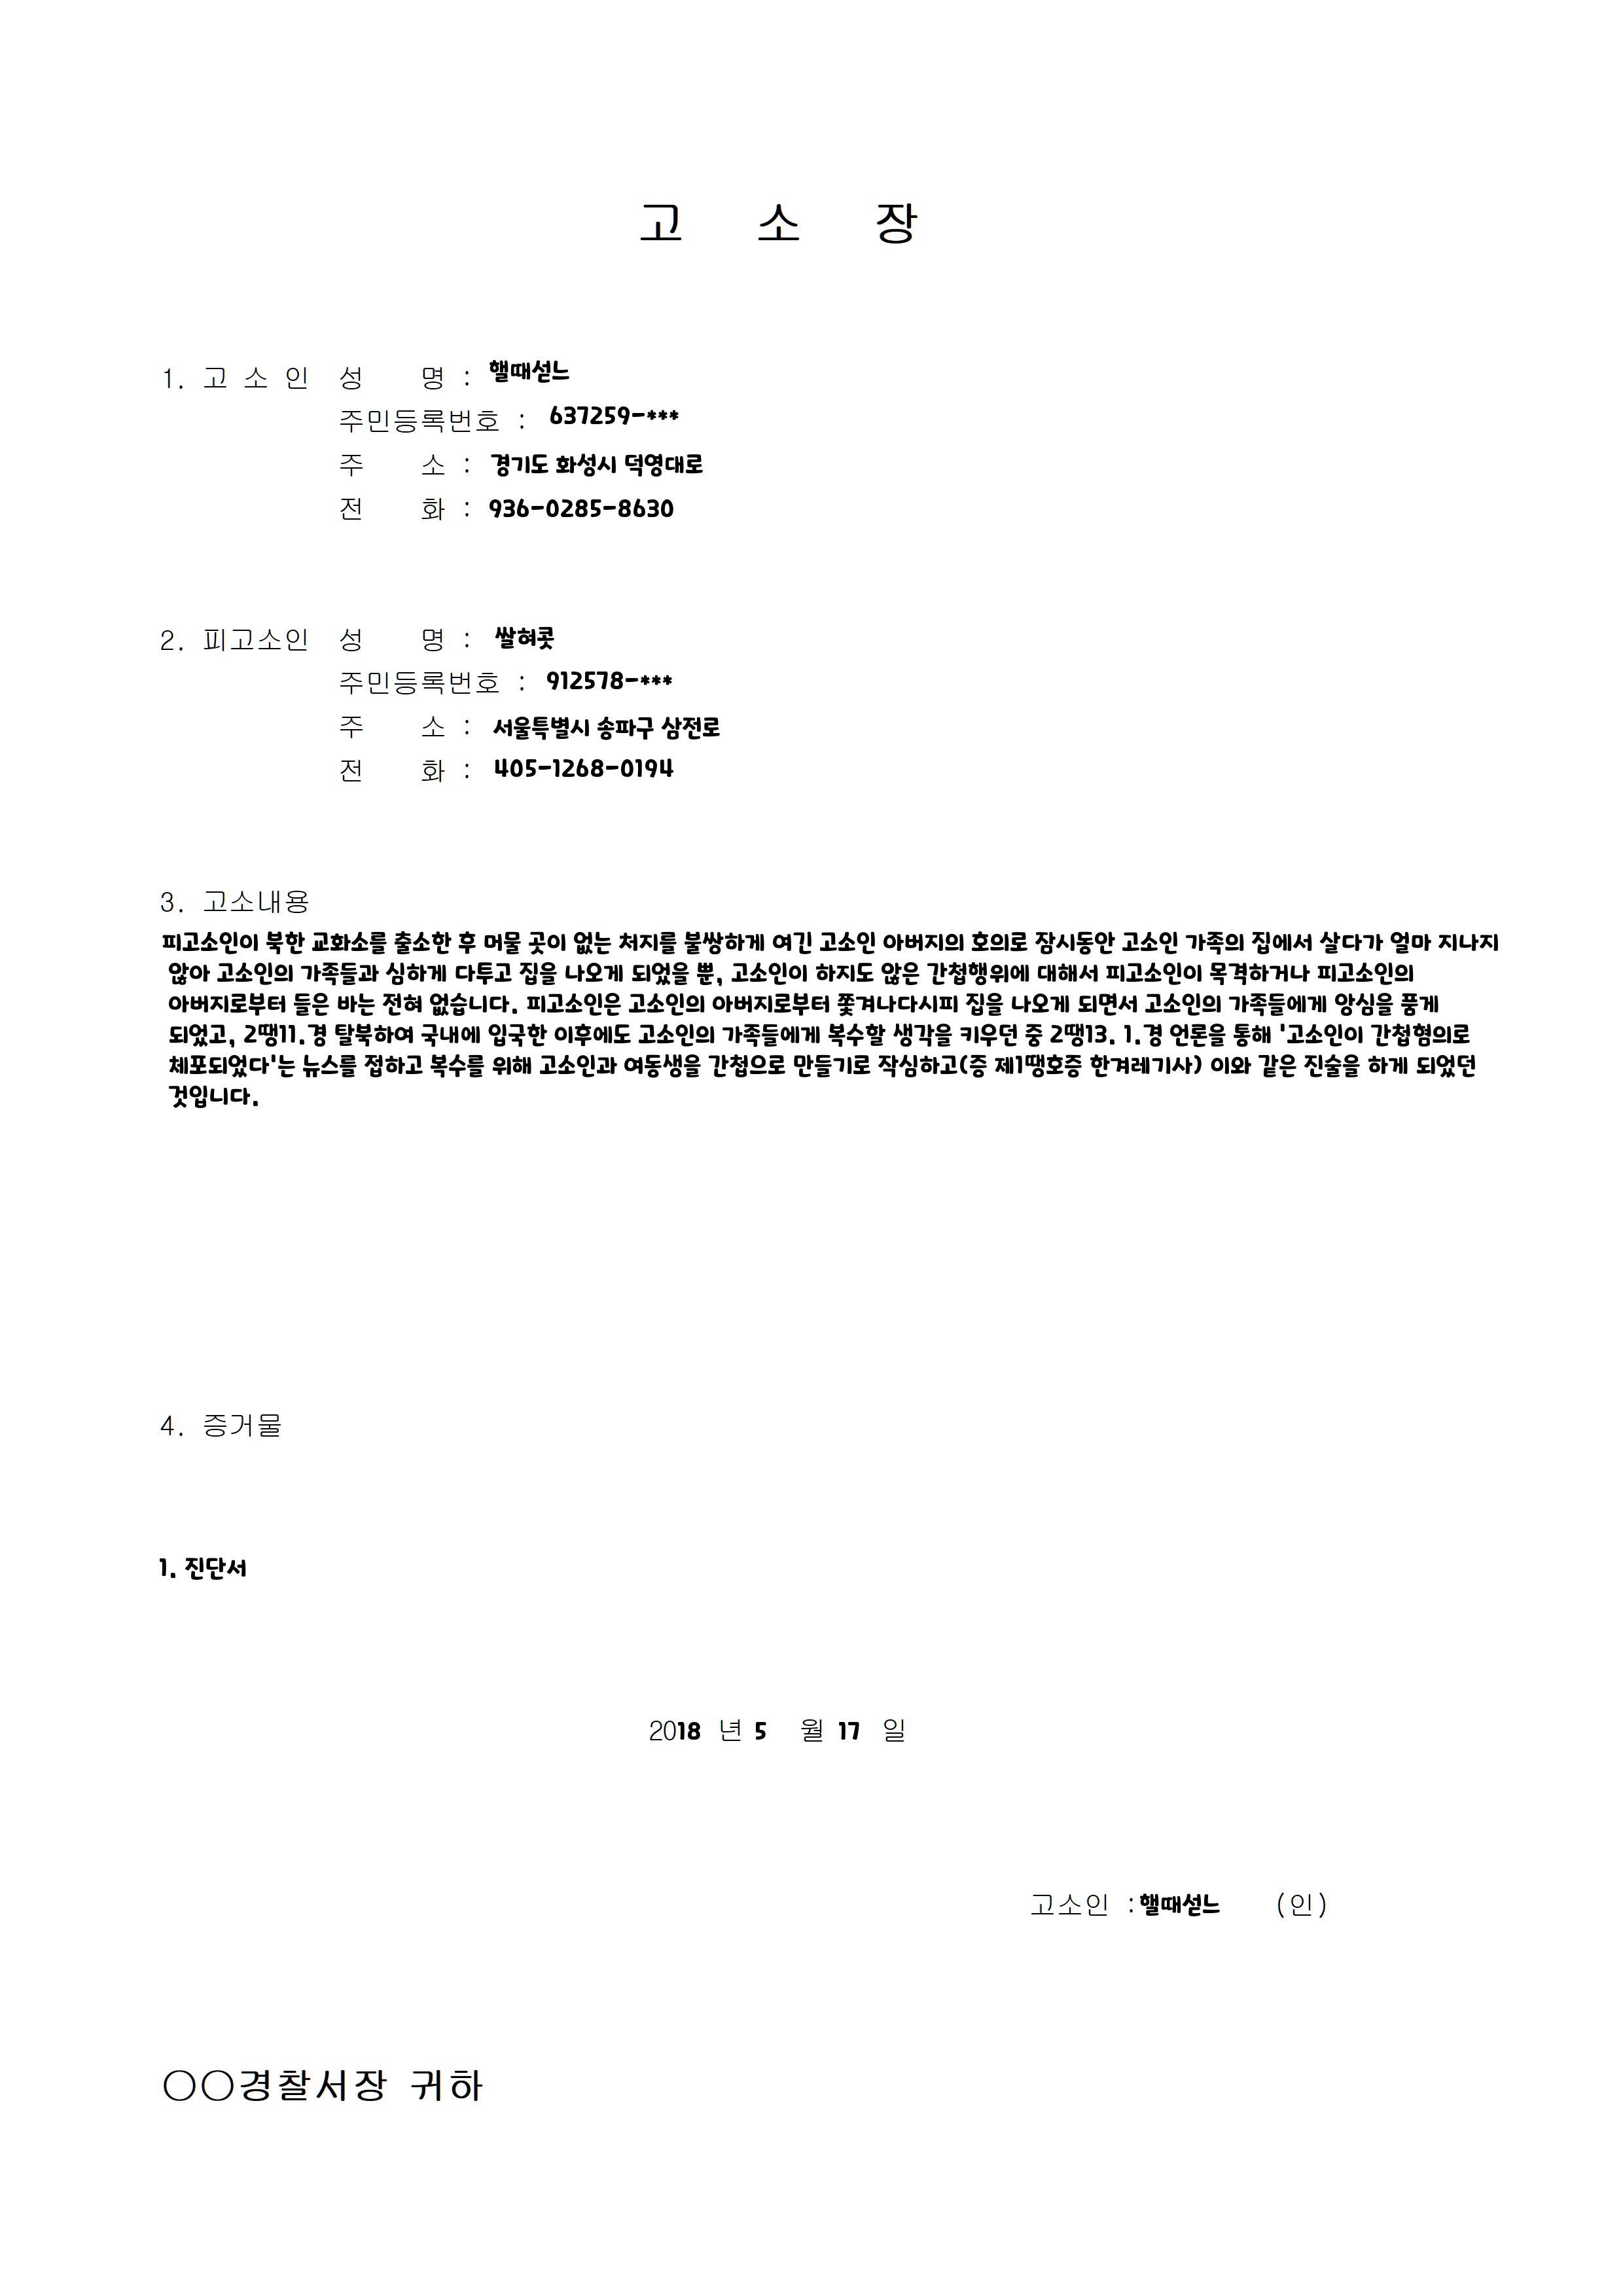 고 소 장
1. 고 소 인 성 명 : 핼때섣느
주민등록번호 : 637259-***
주 소 : 경기도 화성시 덕영대로
전 화 : 936-0285-8630
2. 피고소인 성 명 : 쌀혀콧
주민등록번호 : 912578-***
주 소 : 서울특별시 송파구 삼전로
전 화 : 405-1268-0194
3. 고소내용
피고소인이 북한 교화소를 출소한 후 머물 곳이 없는 처지를 불쌍하게 여긴 고소인 아버지의 호의로 잠시동안 고소인 가족의 집에서 살다가 얼마 지나지
않아 고소인의 가족들과 심하게 다투고 집을 나오게 되었을 뿐, 고소인이 하지도 않은 간첩행위에 대해서 피고소인이 목격하거나 피고소인의
아버지로부터 들은 바는 전혀 없습니다. 피고소인은 고소인의 아버지로부터 쫓겨나다시피 집을 나오게 되면서 고소인의 가족들에게 앙심을 품게
되었고, 2땡11.경 탈북하여 국내에 입국한 이후에도 고소인의 가족들에게 복수할 생각을 키우던 중 2땡13. 1.경 언론을 통해 '고소인이 간첩혐의로
체포되었다'는 뉴스를 접하고 복수를 위해 고소인과 여동생을 간첩으로 만들기로 작심하고(증 제1땡호증 한겨레기사) 이와 같은 진술을 하게 되었던
것입니다.
4. 증거물
1. 진단서
2018 년 5 월 17 일
고소인 : 핼때섣느 (인)
○○경찰서장 귀하